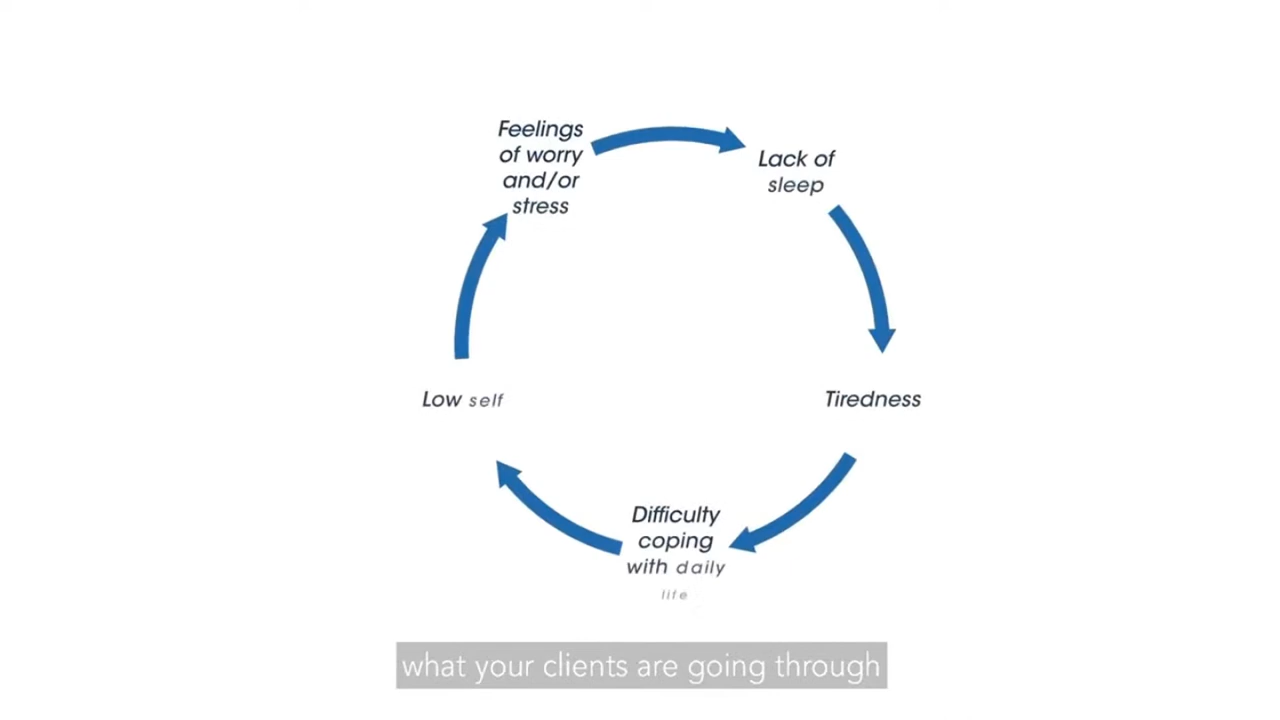 Feelings
of worry
and/or
stress
Lack of
sleep
Tiredness
Difficulty
coping
with daily
life
Low self
what your clients are going through